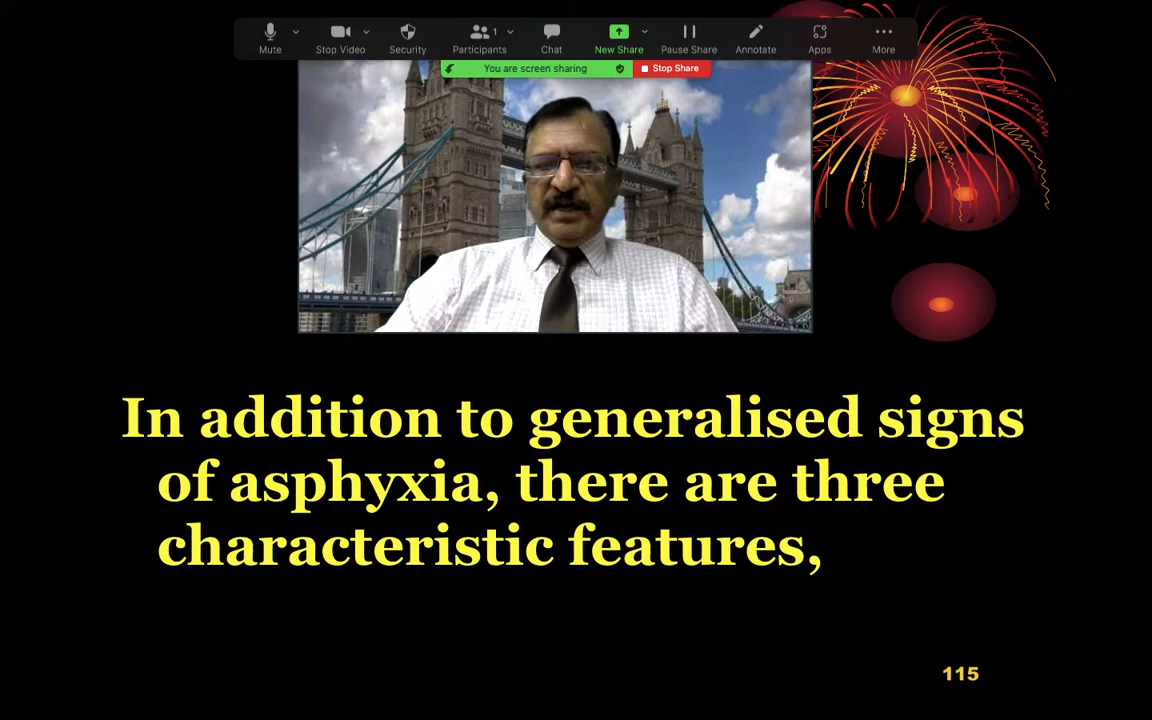 Mute
Stop Video
Security
Participants
1
Chat
New Share
Pause Share
Annotate
Apps
More
You are screen sharing
Stop Share
In addition to generalised signs
of asphyxia, there are three
characteristic features,
115